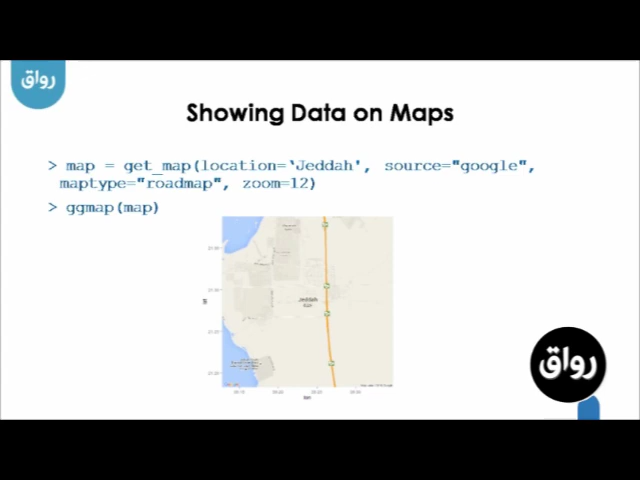 رواق
Showing Data on Maps
> map = get_map(location=‘Jeddah', source="google",
maptype="roadmap", zoom=12)
> ggmap(map)
Jeddah
رواق